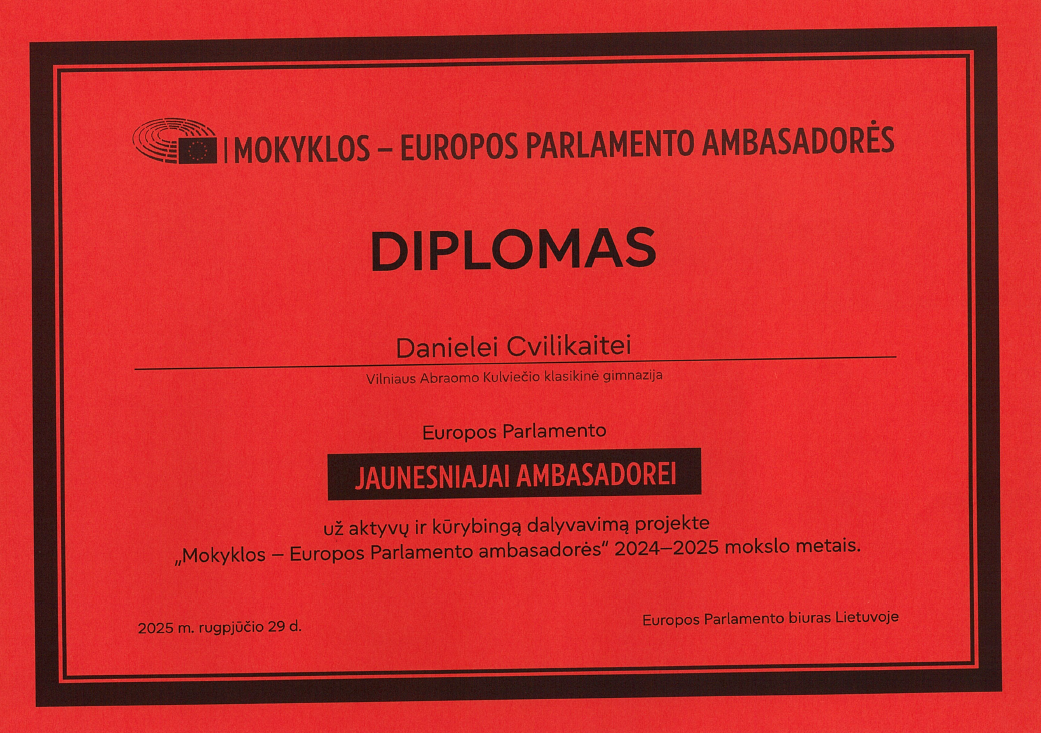 MOKYKLOS – EUROPOS PARLAMENTO AMBASADORĖS
DIPLOMAS
Danielei Cvilikaitei
Vilniaus Abraomo Kulviečio klasikinė gimnazija
Europos Parlamento
JAUNESNIAJAI AMBASADOREI
už aktyvų ir kūrybingą dalyvavimą projekte
„Mokyklos – Europos Parlamento ambasadorės“ 2024–2025 mokslo metais.
2025 m. rugpjūčio 29 d.
Europos Parlamento biuras Lietuvoje